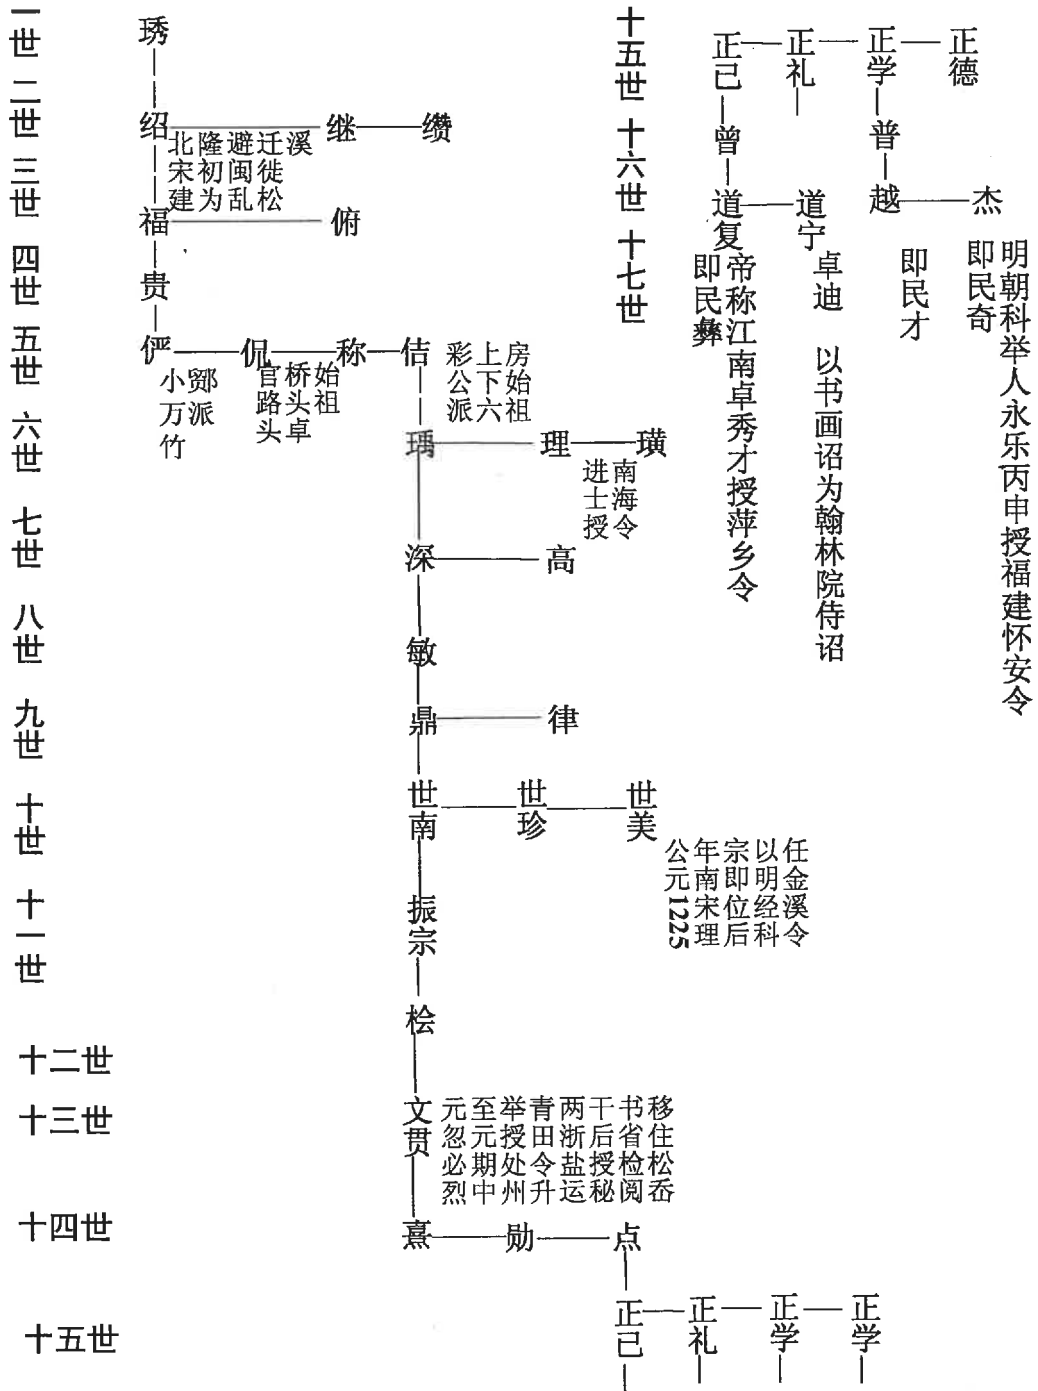 一世
二世
三世
四世
五世
六世
七世
八世
九世
十世
十一世
十二世
十三世
十四世
十五世
琇
绍 继 缵
北宋建
隆初为
避闽乱
迁徙松
溪
福 俯
贵
俨 侃 称 佶
小万竹
酂派
官路头
桥头卓
始祖
彩公派
上下六
房始祖
瑀 理 璜
进士授
南海令
深 高
敏
鼎 律
世南 世珍 世美
公元1225
年南宋理
宗即位后
以明经科
任金溪令
振宗
桧
文贯
元忽必烈
至元期中
举授处州
青田令升
两浙盐运
干后授秘
书省检阅
移住松岙
熹 勋 点
正已 正礼 正学 正学
十五世
十六世
十七世
正已 正礼 正学 正德
曾 普
道复 道宁 越 杰
即民彝
帝称江南卓秀才授萍乡令
卓迪 以书画诏为翰林院侍诏
即民才
即民奇
明朝科举人永乐丙申授福建怀安令